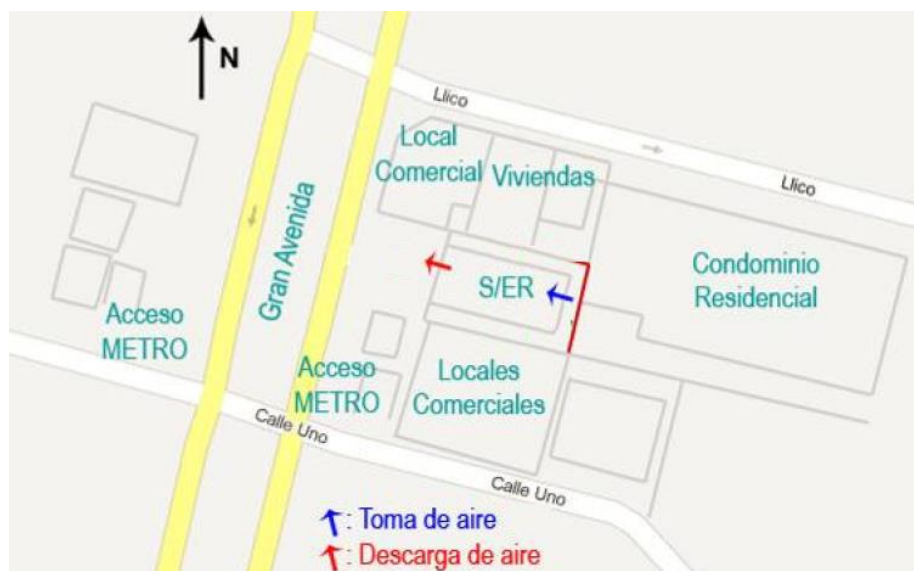 N
Llico
Local
Comercial
Viviendas
Llico
Gran Avenida
S/ER
Condominio
Residencial
Acceso
METRO
Acceso
METRO
Locales
Comerciales
Calle Uno
Calle Uno
: Toma de aire
: Descarga de aire